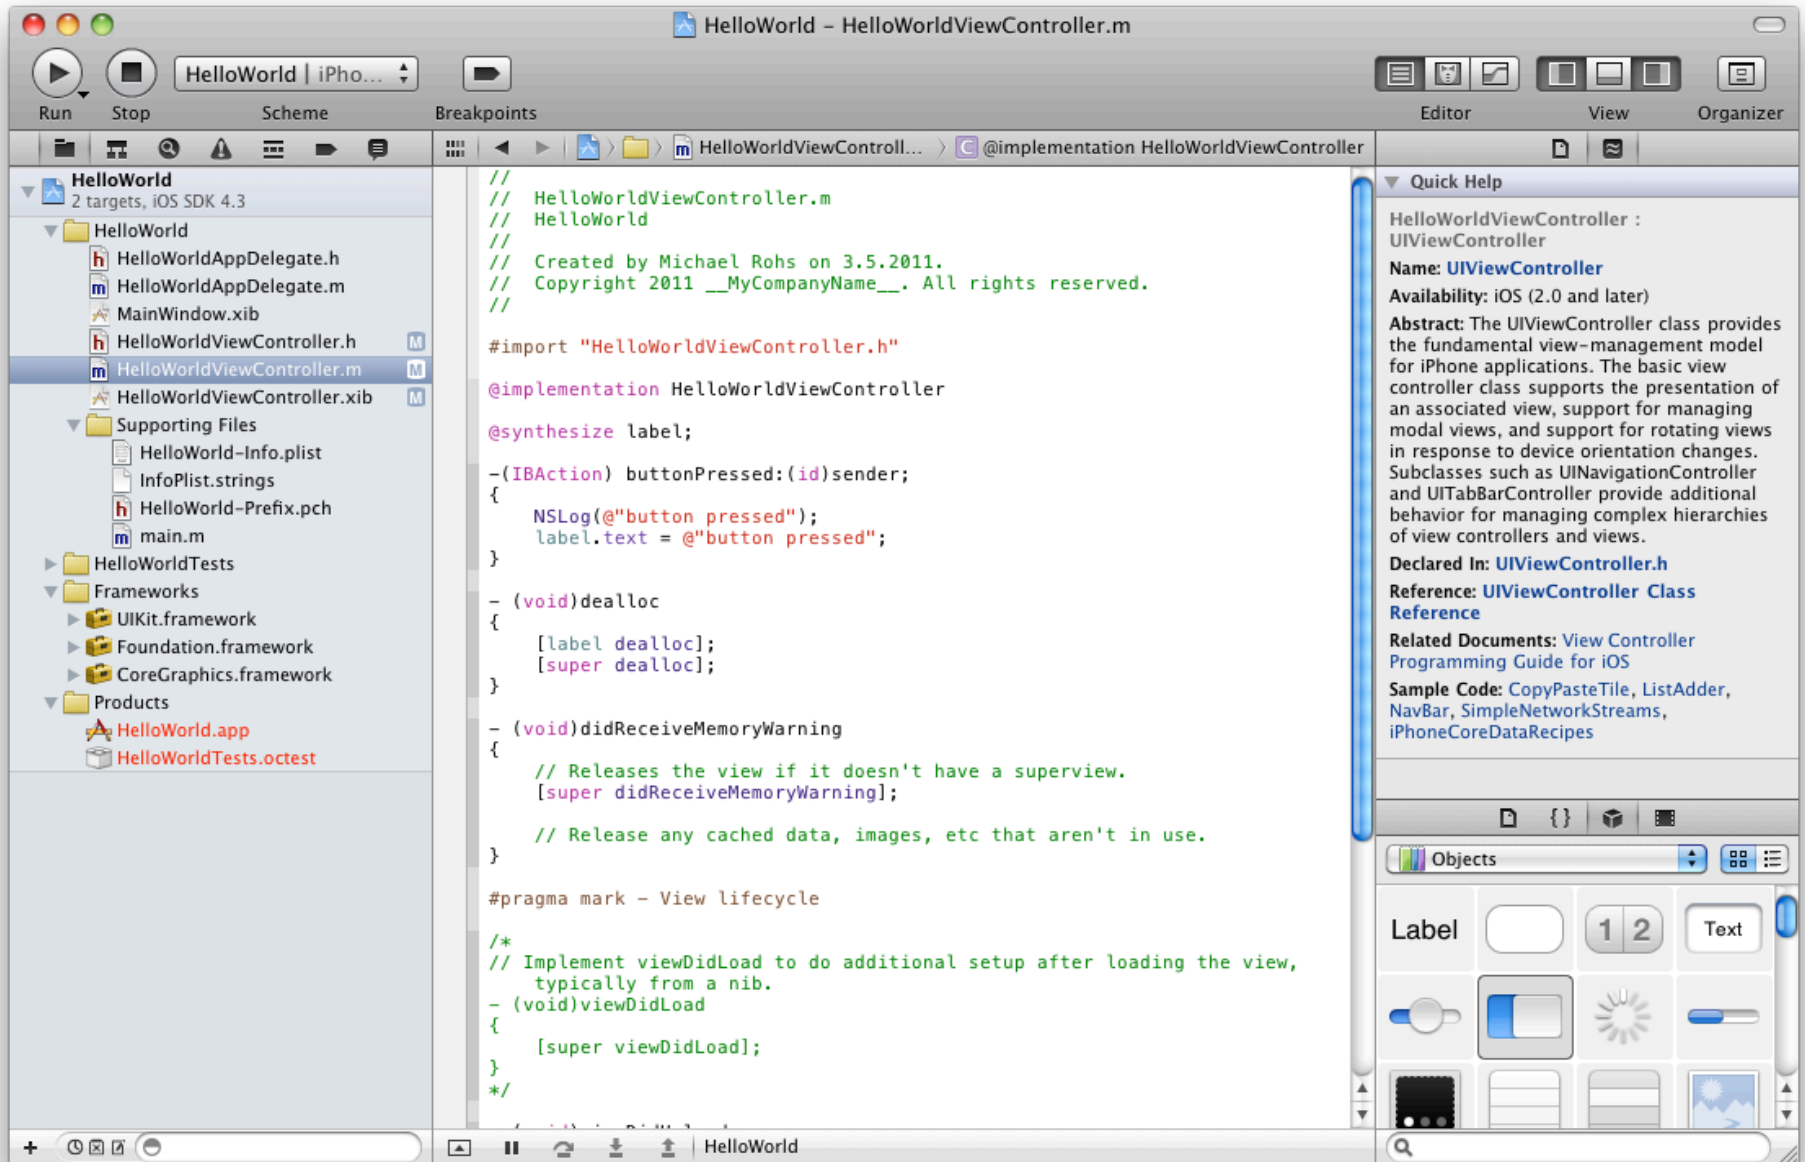 HelloWorld – HelloWorldViewController.m
HelloWorld | iPho...
Run
Stop
Scheme
Breakpoints
Editor
View
Organizer
HelloWorldViewControll...
C @implementation HelloWorldViewController
HelloWorld
2 targets, iOS SDK 4.3
HelloWorld
h HelloWorldAppDelegate.h
m HelloWorldAppDelegate.m
MainWindow.xib
h HelloWorldViewController.h M
m HelloWorldViewController.m M
HelloWorldViewController.xib M
Supporting Files
HelloWorld-Info.plist
InfoPlist.strings
h HelloWorld-Prefix.pch
m main.m
HelloWorldTests
Frameworks
UIKit.framework
Foundation.framework
CoreGraphics.framework
Products
HelloWorld.app
HelloWorldTests.octest
//
//  HelloWorldViewController.m
//  HelloWorld
//
//  Created by Michael Rohs on 3.5.2011.
//  Copyright 2011 __MyCompanyName__. All rights reserved.
//
#import "HelloWorldViewController.h"
@implementation HelloWorldViewController
@synthesize label;
-(IBAction) buttonPressed:(id)sender;
{
    NSLog(@"button pressed");
    label.text = @"button pressed";
}
- (void)dealloc
{
    [label dealloc];
    [super dealloc];
}
- (void)didReceiveMemoryWarning
{
    // Releases the view if it doesn't have a superview.
    [super didReceiveMemoryWarning];
    // Release any cached data, images, etc that aren't in use.
}
#pragma mark - View lifecycle
/*
// Implement viewDidLoad to do additional setup after loading the view,
    typically from a nib.
- (void)viewDidLoad
{
    [super viewDidLoad];
}
*/
HelloWorld
Quick Help
HelloWorldViewController :
UIViewController
Name: UIViewController
Availability: iOS (2.0 and later)
Abstract: The UIViewController class provides
the fundamental view-management model
for iPhone applications. The basic view
controller class supports the presentation of
an associated view, support for managing
modal views, and support for rotating views
in response to device orientation changes.
Subclasses such as UINavigationController
and UITabBarController provide additional
behavior for managing complex hierarchies
of view controllers and views.
Declared In: UIViewController.h
Reference: UIViewController Class
Reference
Related Documents: View Controller
Programming Guide for iOS
Sample Code: CopyPasteTile, ListAdder,
NavBar, SimpleNetworkStreams,
iPhoneCoreDataRecipes
{}
Objects
Label
1 2
Text